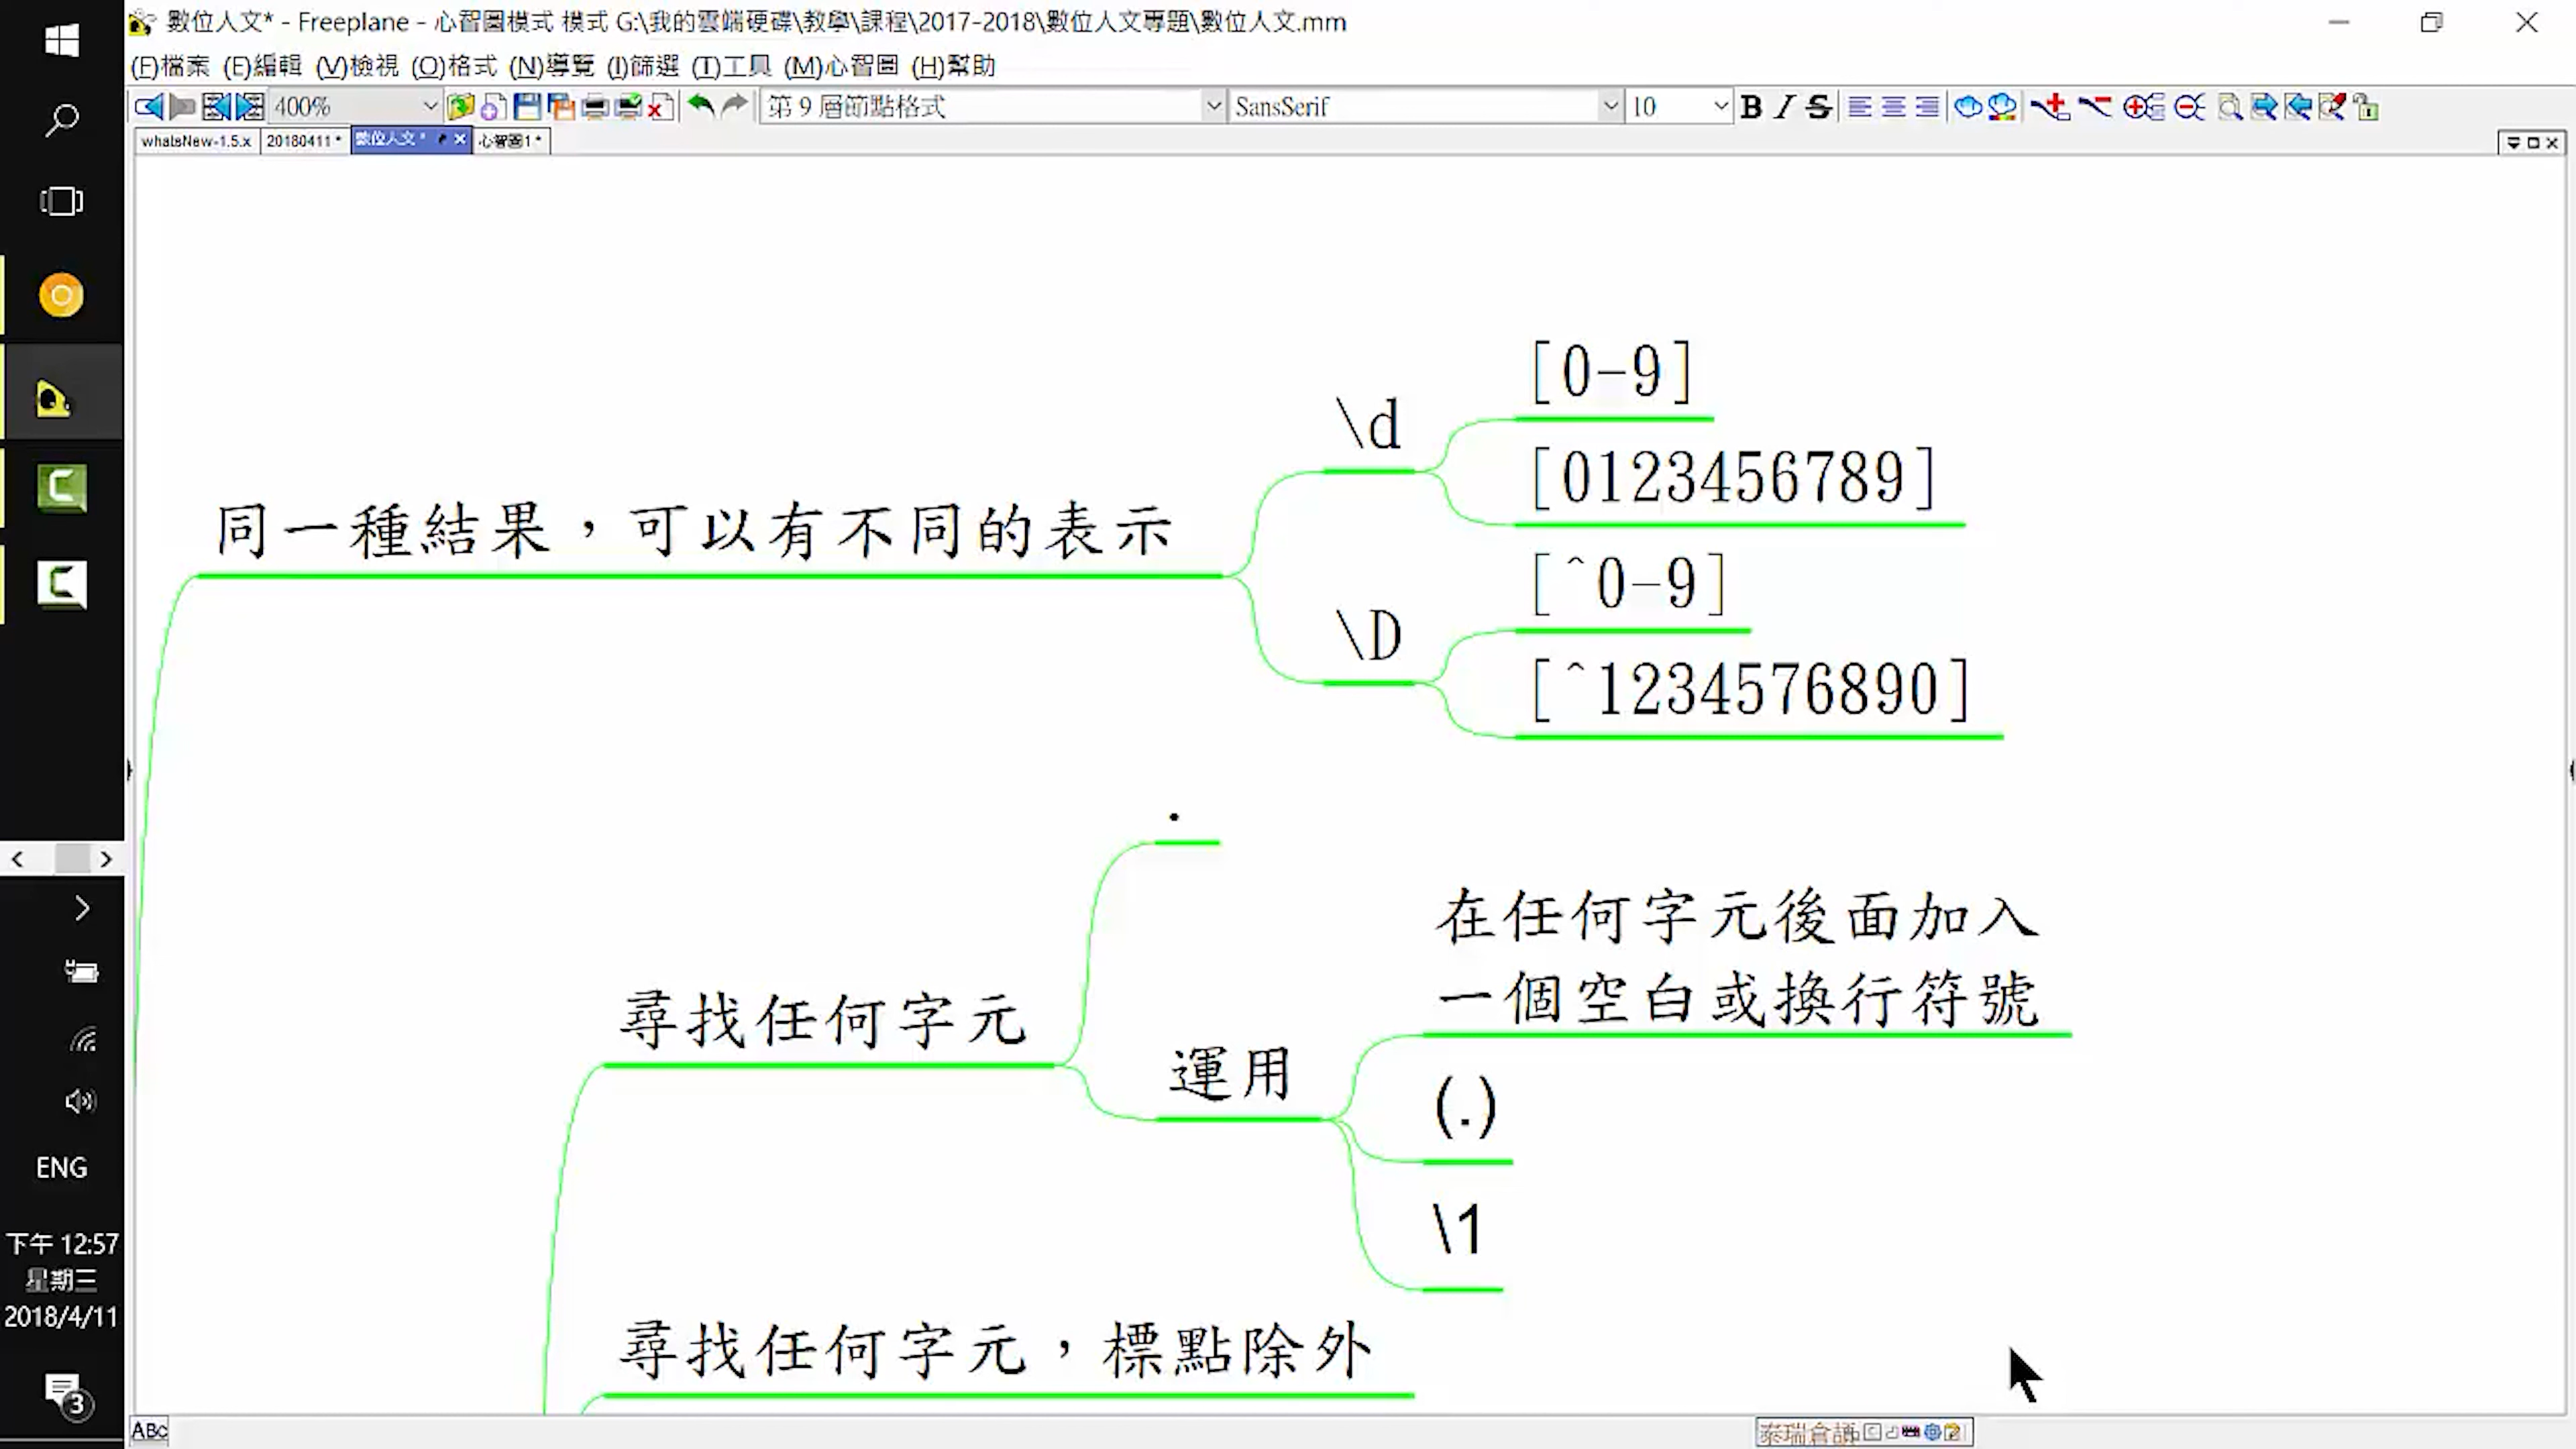 數位人文* - Freeplane - 心智圖模式 模式 G:\我的雲端硬碟\教學\課程\2017-2018\數位人文專題\數位人文.mm
(F)檔案 (E)編輯 (V)檢視 (O)格式 (N)導覽 (I)篩選 (T)工具 (M)心智圖 (H)幫助
400% 第 9 層節點格式 SansSerif 10
whatsNew-1.5.x 20180411 * 數位人文 * 心智圖1 *
[0-9]
\d
[0123456789]
同一種結果，可以有不同的表示
[^0-9]
\D
[^1234576890]
.
在任何字元後面加入
一個空白或換行符號
尋找任何字元
運用
(.)
\1
尋找任何字元，標點除外
ENG
下午 12:57
星期三
2018/4/11
3
ABc